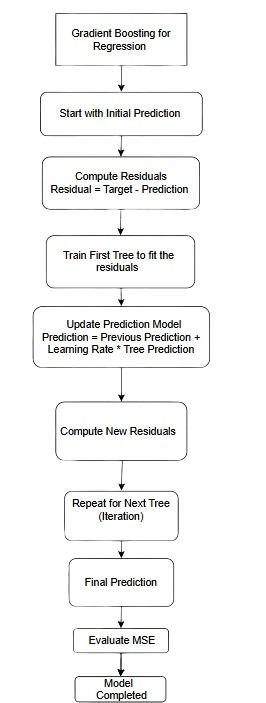 Gradient Boosting for
Regression
Start with Initial Prediction
Compute Residuals
Residual = Target - Prediction
Train First Tree to fit the
residuals
Update Prediction Model
Prediction = Previous Prediction +
Learning Rate * Tree Prediction
Compute New Residuals
Repeat for Next Tree
(Iteration)
Final Prediction
Evaluate MSE
Model
Completed